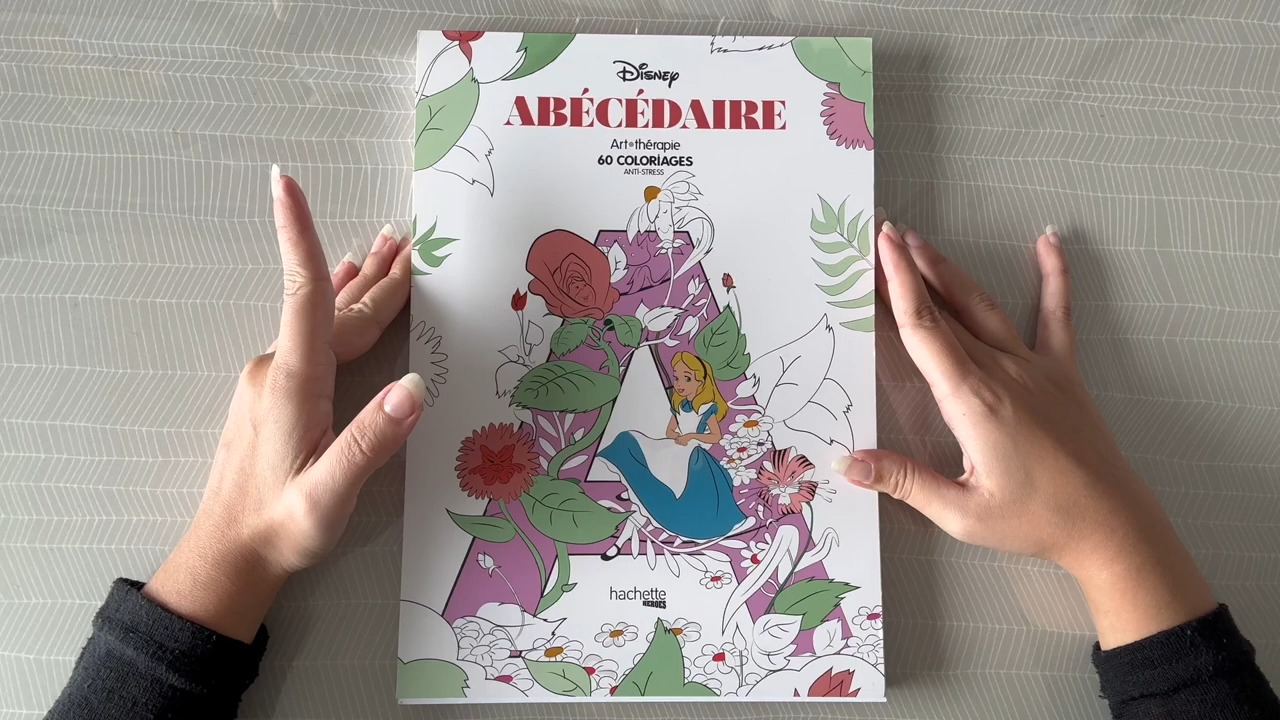 Disney
ABÉCÉDAIRE
Art•thérapie
60 COLORIAGES
ANTI-STRESS
hachette
HEROES